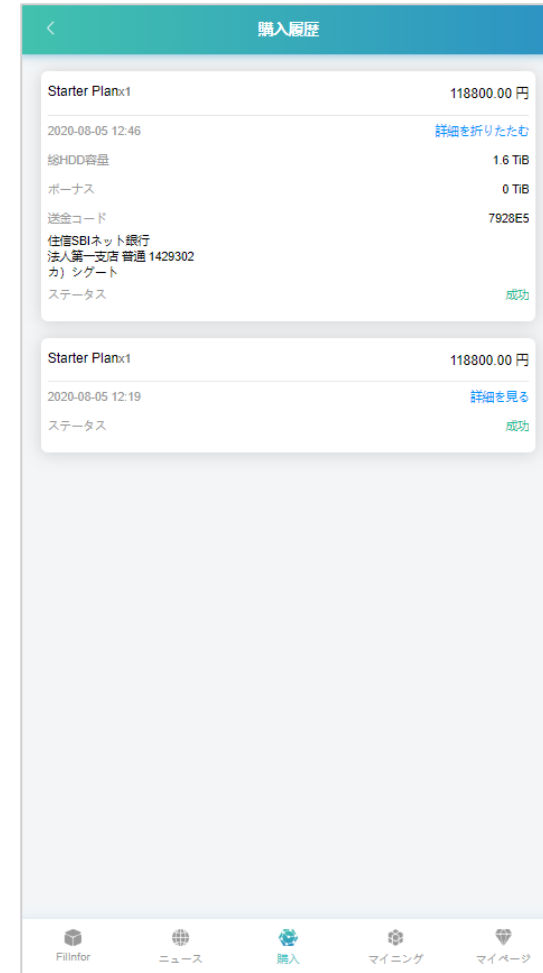 購入履歴
Starter Planx1 118800.00 円
2020-08-05 12:46 詳細を折りたたむ
総HDD容量 1.6 TiB
ボーナス 0 TiB
送金コード 7928E5
住信SBIネット銀行
法人第一支店 普通 1429302
カ）シグート
ステータス 成功
Starter Planx1 118800.00 円
2020-08-05 12:19 詳細を見る
ステータス 成功
FilInfor ニュース 購入 マイニング マイページ